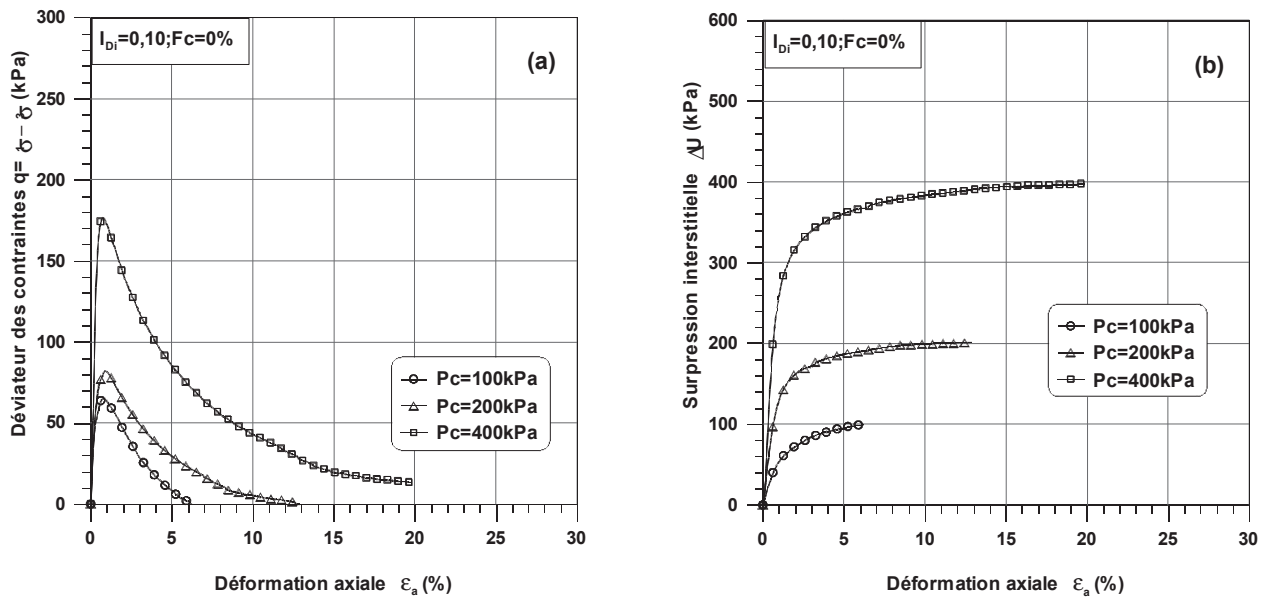 I_Di=0,10;Fc=0%
(a)
Déviateur des contraintes q= (kPa)
300
250
200
150
100
50
0
Pc=100kPa
Pc=200kPa
Pc=400kPa
0 5 10 15 20 25 30
Déformation axiale ε_a (%)
I_Di=0,10;Fc=0%
(b)
Surpression interstitielle ΔU (kPa)
600
500
400
300
200
100
0
Pc=100kPa
Pc=200kPa
Pc=400kPa
0 5 10 15 20 25 30
Déformation axiale ε_a (%)